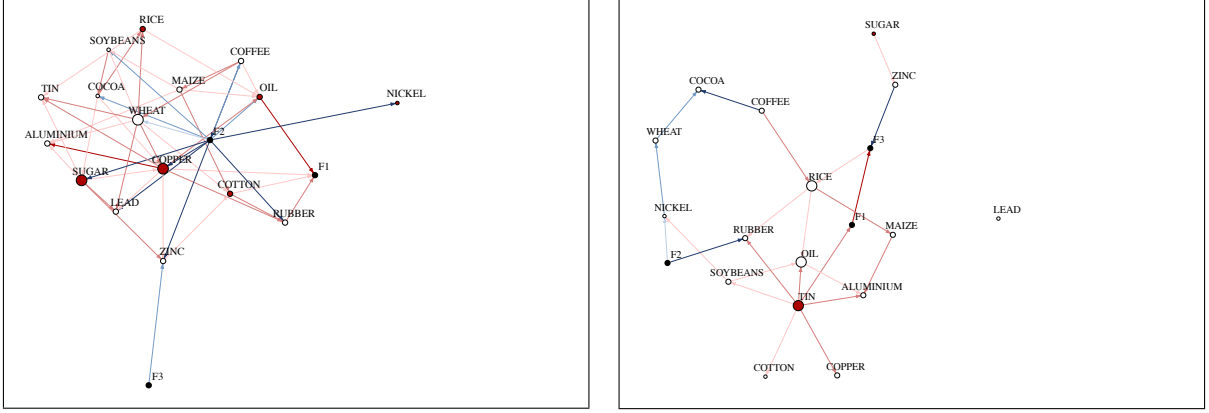 RICE
SOYBEANS
COFFEE
TIN
COCOA
MAIZE
OIL
NICKEL
WHEAT
ALUMINIUM
F2
SUGAR
COPPER
F1
COTTON
LEAD
RUBBER
ZINC
F3
SUGAR
ZINC
COCOA
COFFEE
WHEAT
F3
RICE
NICKEL
LEAD
F1
RUBBER
MAIZE
F2
OIL
SOYBEANS
ALUMINIUM
TIN
COTTON
COPPER